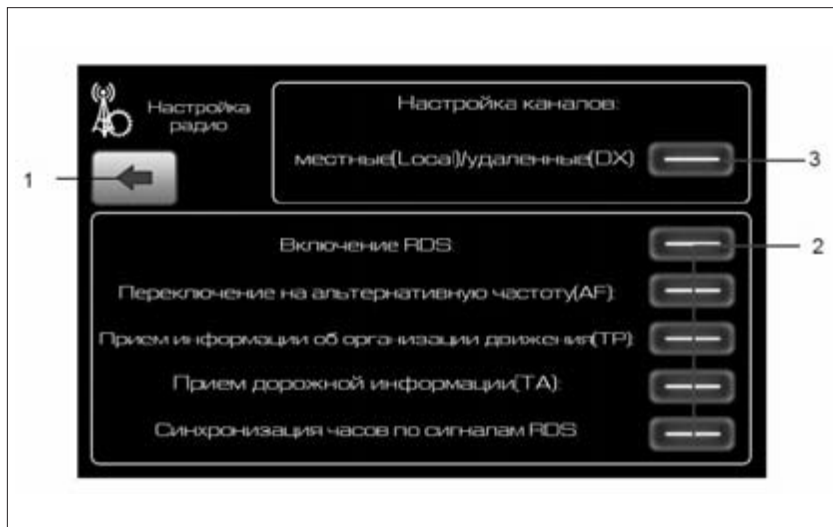 Настройка
радио
Настройка каналов:
местные(Local)/удаленные(DX)
3
1
Включение RDS:
2
Переключение на альтернативную частоту(AF):
Прием информации об организации движения(TP):
Прием дорожной информации(TA):
Синхронизация часов по сигналам RDS: